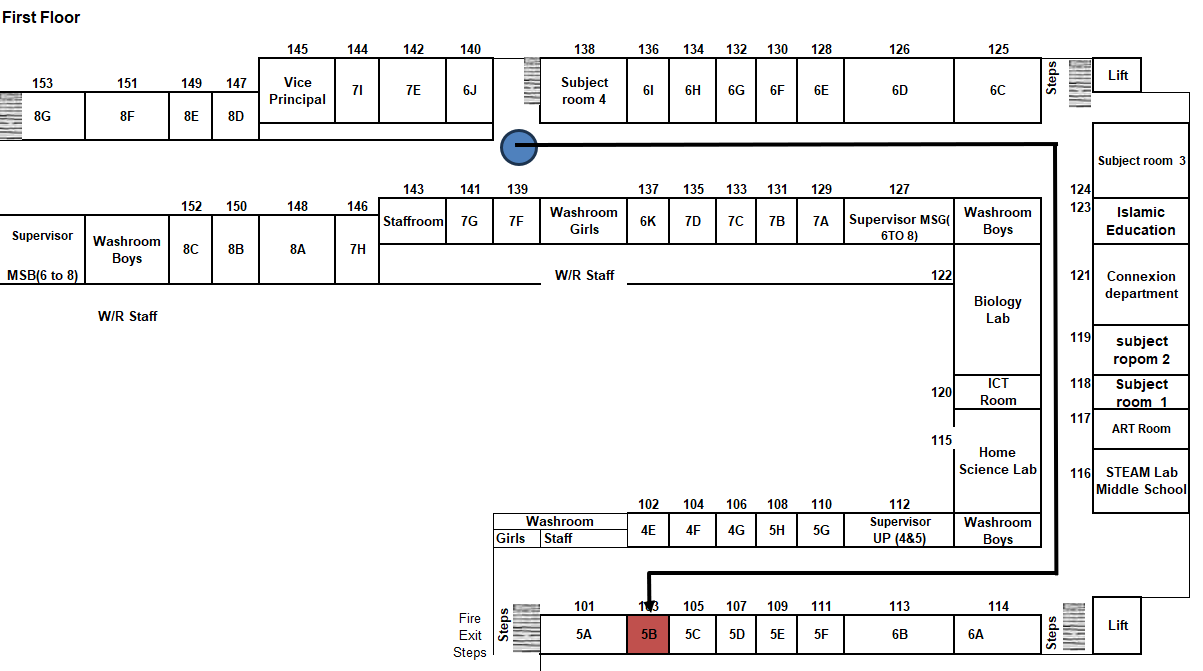 First Floor
145 144 142 140 138 136 134 132 130 128 126 125
153 151 149 147
Vice
Principal
7I 7E 6J
Subject
room 4
6I 6H 6G 6F 6E 6D 6C
Steps
Lift
8G 8F 8E 8D
Subject room 3
124
143 141 139 137 135 133 131 129 127
152 150 148 146
123
Staffroom 7G 7F
Washroom
Girls
6K 7D 7C 7B 7A
Supervisor MSG(
6TO 8)
Washroom
Boys
Islamic
Education
Supervisor
MSB(6 to 8)
Washroom
Boys
8C 8B 8A 7H
W/R Staff
122
121
Connexion
department
Biology
Lab
W/R Staff
119
subject
ropom 2
120
ICT
Room
118
Subject
room 1
117
ART Room
115
Home
Science Lab
116
STEAM Lab
Middle School
102 104 106 108 110 112
Washroom
Girls Staff
4E 4F 4G 5H 5G
Supervisor
UP (4&5)
Washroom
Boys
101 103 105 107 109 111 113 114
Fire
Exit
Steps
Steps
5A 5B 5C 5D 5E 5F 6B 6A
Steps
Lift